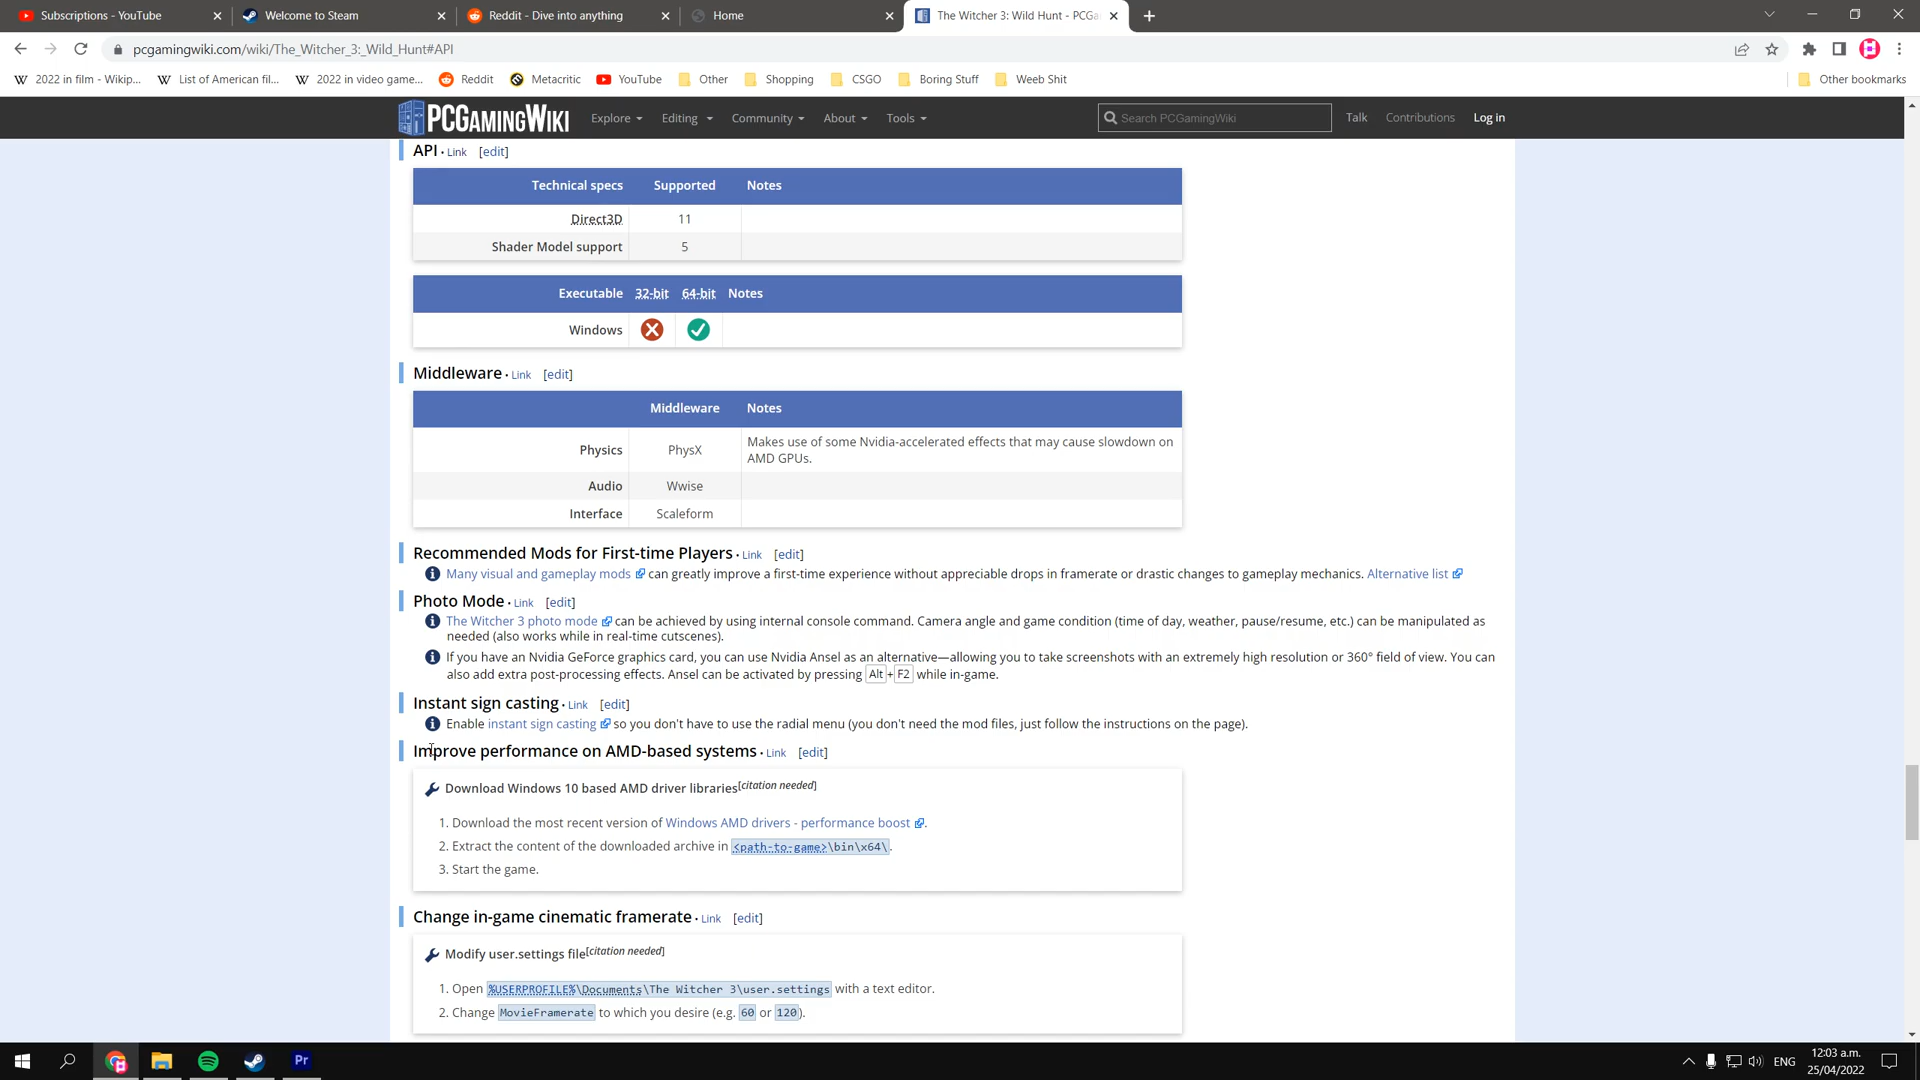 Subscriptions - YouTube
Welcome to Steam
Reddit - Dive into anything
Home
The Witcher 3: Wild Hunt - PCGa
pcgamingwiki.com/wiki/The_Witcher_3:_Wild_Hunt#API
2022 in film - Wikip...
List of American fil...
2022 in video game...
Reddit
Metacritic
YouTube
Other
Shopping
CSGO
Boring Stuff
Weeb Shit
Other bookmarks
PCGAMINGWIKI
Explore
Editing
Community
About
Tools
Search PCGamingWiki
Talk
Contributions
Log in
API • Link [edit]
Technical specs Supported Notes
Direct3D 11
Shader Model support 5
Executable 32-bit 64-bit Notes
Windows
Middleware • Link [edit]
Middleware Notes
Physics PhysX Makes use of some Nvidia-accelerated effects that may cause slowdown on
AMD GPUs.
Audio Wwise
Interface Scaleform
Recommended Mods for First-time Players • Link [edit]
Many visual and gameplay mods can greatly improve a first-time experience without appreciable drops in framerate or drastic changes to gameplay mechanics. Alternative list
Photo Mode • Link [edit]
The Witcher 3 photo mode can be achieved by using internal console command. Camera angle and game condition (time of day, weather, pause/resume, etc.) can be manipulated as
needed (also works while in real-time cutscenes).
If you have an Nvidia GeForce graphics card, you can use Nvidia Ansel as an alternative—allowing you to take screenshots with an extremely high resolution or 360° field of view. You can
also add extra post-processing effects. Ansel can be activated by pressing Alt+F2 while in-game.
Instant sign casting • Link [edit]
Enable instant sign casting so you don't have to use the radial menu (you don't need the mod files, just follow the instructions on the page).
Improve performance on AMD-based systems • Link [edit]
Download Windows 10 based AMD driver libraries[citation needed]
1. Download the most recent version of Windows AMD drivers - performance boost.
2. Extract the content of the downloaded archive in <path-to-game>\bin\x64\.
3. Start the game.
Change in-game cinematic framerate • Link [edit]
Modify user.settings file[citation needed]
1. Open %USERPROFILE%\Documents\The Witcher 3\user.settings with a text editor.
2. Change MovieFramerate to which you desire (e.g. 60 or 120).
Pr
ENG
12:03 a.m.
25/04/2022